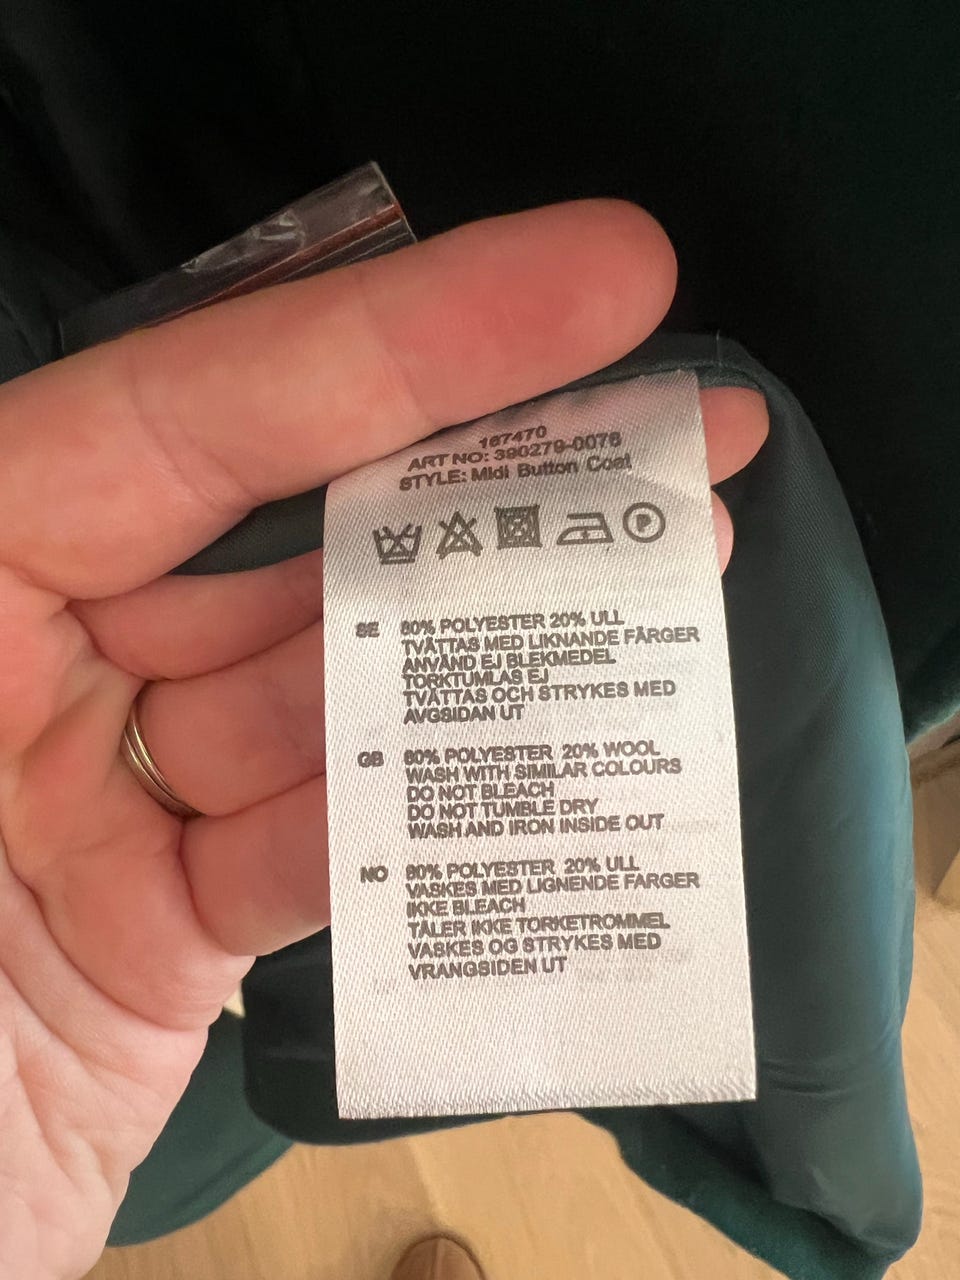 167470
ART NO: 390279-0076
STYLE: Midi Button Coat
P
SE 80% POLYESTER 20% ULL
TVÄTTAS MED LIKNANDE FÄRGER
ANVÄND EJ BLEKMEDEL
TORKTUMLAS EJ
TVÄTTAS OCH STRYKES MED
AVGSIDAN UT
GB 80% POLYESTER 20% WOOL
WASH WITH SIMILAR COLOURS
DO NOT BLEACH
DO NOT TUMBLE DRY
WASH AND IRON INSIDE OUT
NO 80% POLYESTER 20% ULL
VASKES MED LIGNENDE FARGER
IKKE BLEACH
TÅLER IKKE TORKETROMMEL
VASKES OG STRYKES MED
VRANGSIDEN UT